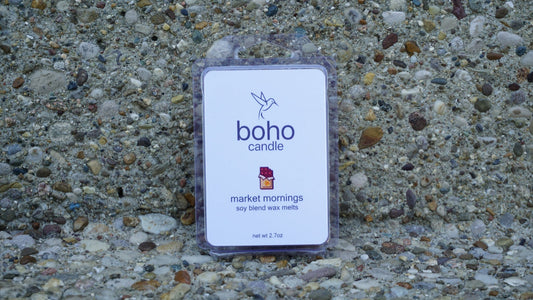 boho
candle
market mornings
soy blend wax melts
net wt 2.7oz